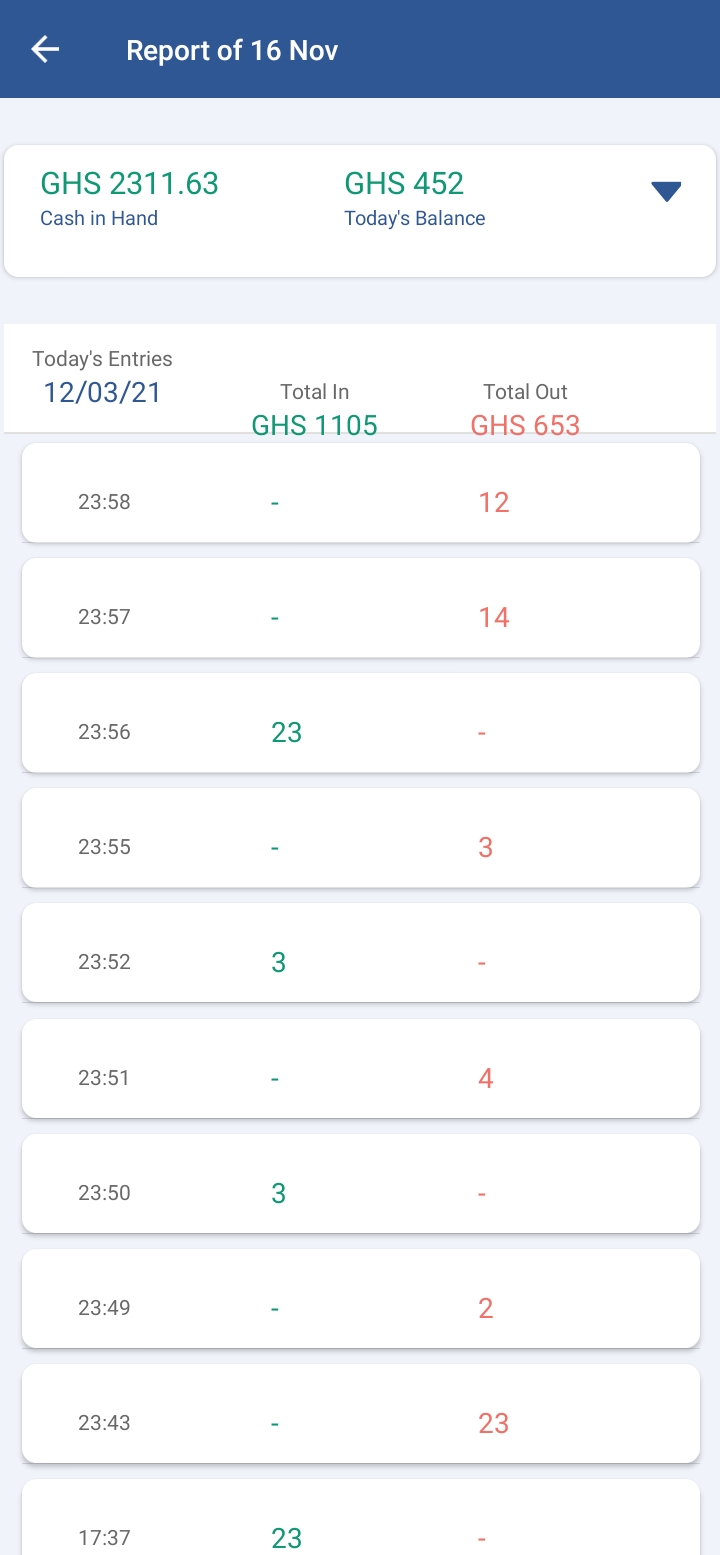 Report of 16 Nov
GHS 2311.63 GHS 452
Cash in Hand Today's Balance
Today's Entries
12/03/21 Total In Total Out
GHS 1105 GHS 653
23:58 - 12
23:57 - 14
23:56 23 -
23:55 - 3
23:52 3 -
23:51 - 4
23:50 3 -
23:49 - 2
23:43 - 23
17:37 23 -